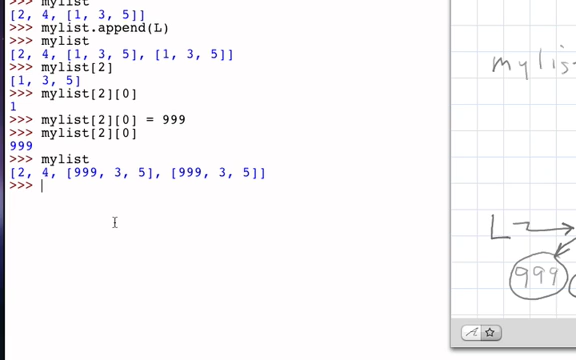 >>> mylist
[2, 4, [1, 3, 5]]
>>> mylist.append(L)
>>> mylist
[2, 4, [1, 3, 5], [1, 3, 5]]
>>> mylist[2]
[1, 3, 5]
>>> mylist[2][0]
1
>>> mylist[2][0] = 999
>>> mylist[2][0]
999
>>> mylist
[2, 4, [999, 3, 5], [999, 3, 5]]
>>>
mylis
L
999